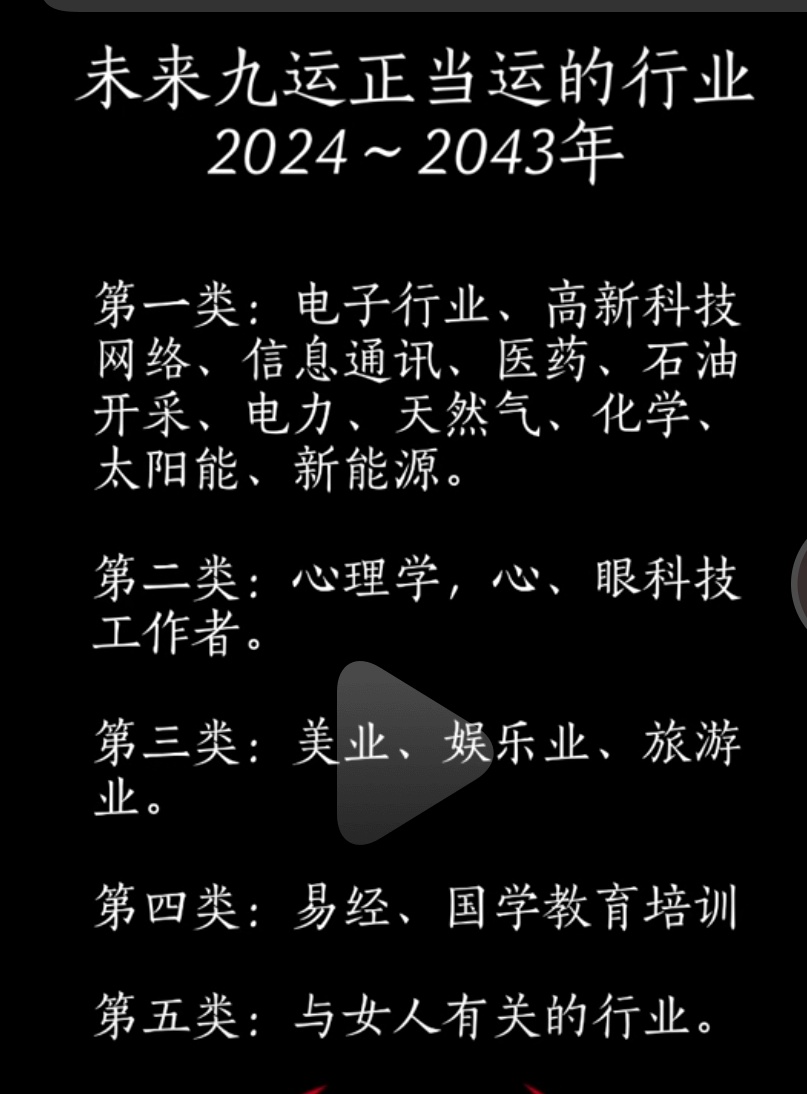 未来九运正当运的行业
2024～2043年
第一类：电子行业、高新科技
网络、信息通讯、医药、石油
开采、电力、天然气、化学、
太阳能、新能源。
第二类：心理学，心、眼科技
工作者。
第三类：美业、娱乐业、旅游
业。
第四类：易经、国学教育培训
第五类：与女人有关的行业。